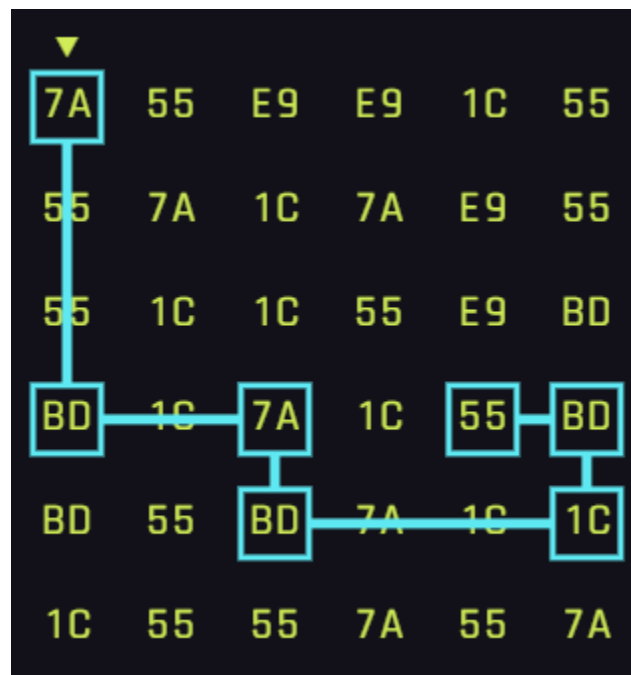 7A 55 E9 E9 1C 55
55 7A 1C 7A E9 55
55 1C 1C 55 E9 BD
BD 1C 7A 1C 55 BD
BD 55 BD 7A 1C 1C
1C 55 55 7A 55 7A